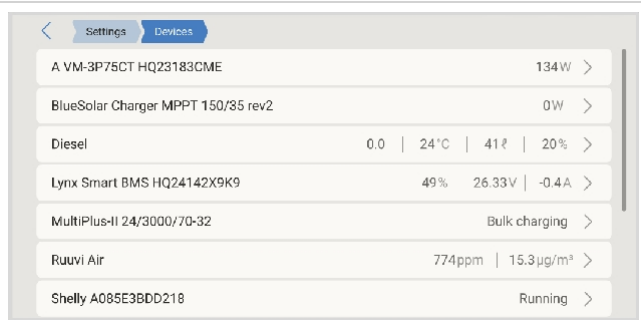 Settings Devices
A VM-3P75CT HQ23183CME 134W
BlueSolar Charger MPPT 150/35 rev2 0W
Diesel 0.0 | 24°C | 41ℓ | 20%
Lynx Smart BMS HQ24142X9K9 49% 26.33V | -0.4A
MultiPlus-II 24/3000/70-32 Bulk charging
Ruuvi Air 774ppm | 15.3µg/m³
Shelly A085E3BDD218 Running